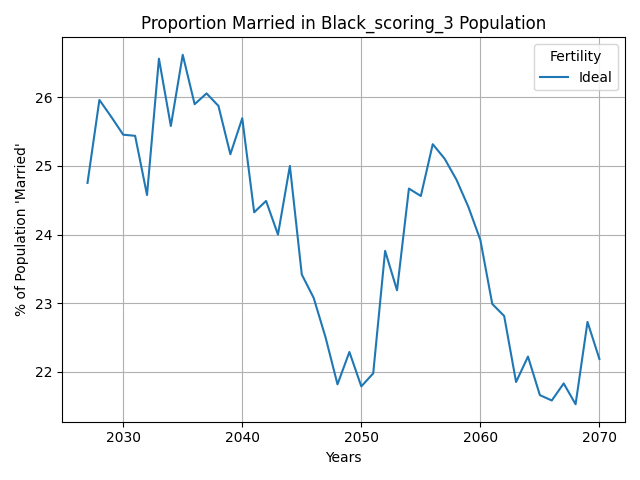 Proportion Married in Black_scoring_3 Population
Fertility
Ideal
% of Population 'Married'
26
25
24
23
22
2030 2040 2050 2060 2070
Years